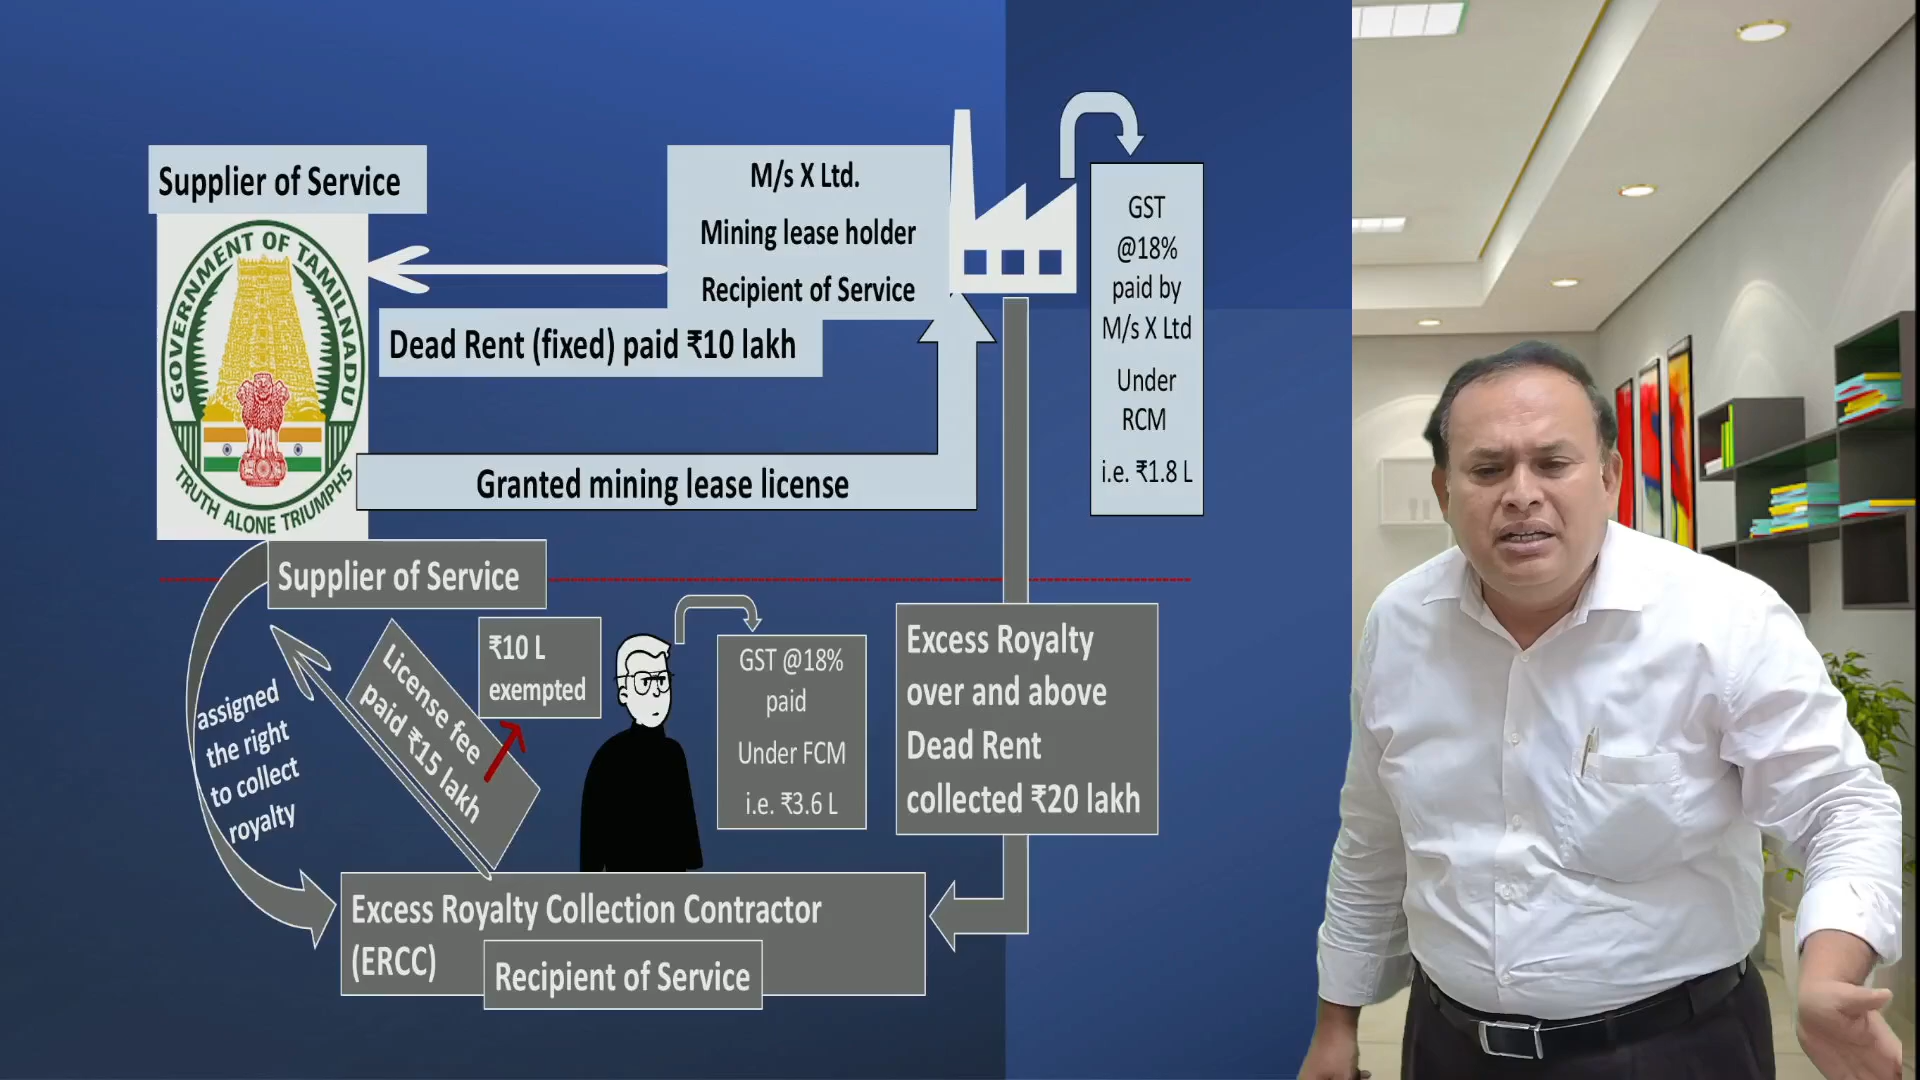 Supplier of Service
GOVERNMENT OF TAMILNADU
TRUTH ALONE TRIUMPHS
M/s X Ltd.
Mining lease holder
Recipient of Service
Dead Rent (fixed) paid ₹10 lakh
Granted mining lease license
GST
@18%
paid by
M/s X Ltd
Under
RCM
i.e. ₹1.8 L
Supplier of Service
assigned
the right
to collect
royalty
License fee
paid ₹15 lakh
₹10 L
exempted
GST @18%
paid
Under FCM
i.e. ₹3.6 L
Excess Royalty
over and above
Dead Rent
collected ₹20 lakh
Excess Royalty Collection Contractor
(ERCC)
Recipient of Service